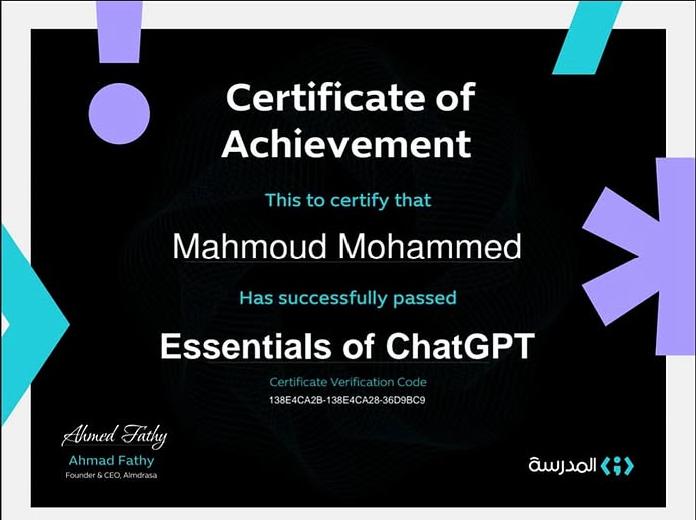 Certificate of
Achievement
This to certify that
Mahmoud Mohammed
Has successfully passed
Essentials of ChatGPT
Certificate Verification Code
138E4CA2B-138E4CA28-36D9BC9
Ahmed Fathy
Ahmad Fathy
Founder & CEO, Almdrasa
المدرسة